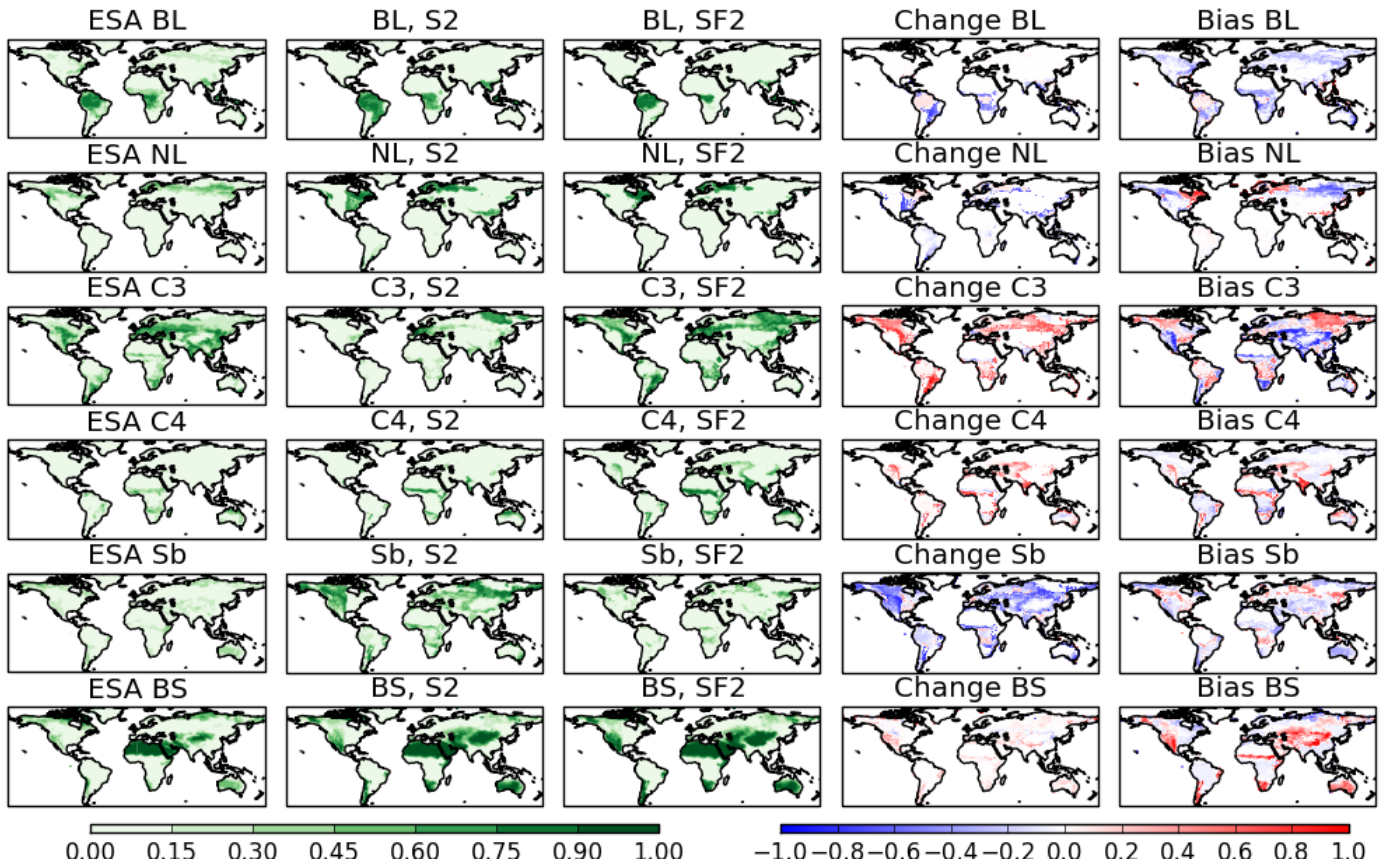 ESA BL BL, S2 BL, SF2 Change BL Bias BL
ESA NL NL, S2 NL, SF2 Change NL Bias NL
ESA C3 C3, S2 C3, SF2 Change C3 Bias C3
ESA C4 C4, S2 C4, SF2 Change C4 Bias C4
ESA Sb Sb, S2 Sb, SF2 Change Sb Bias Sb
ESA BS BS, S2 BS, SF2 Change BS Bias BS
0.00 0.15 0.30 0.45 0.60 0.75 0.90 1.00 −1.0 −0.8 −0.6 −0.4 −0.2 0.0 0.2 0.4 0.6 0.8 1.0